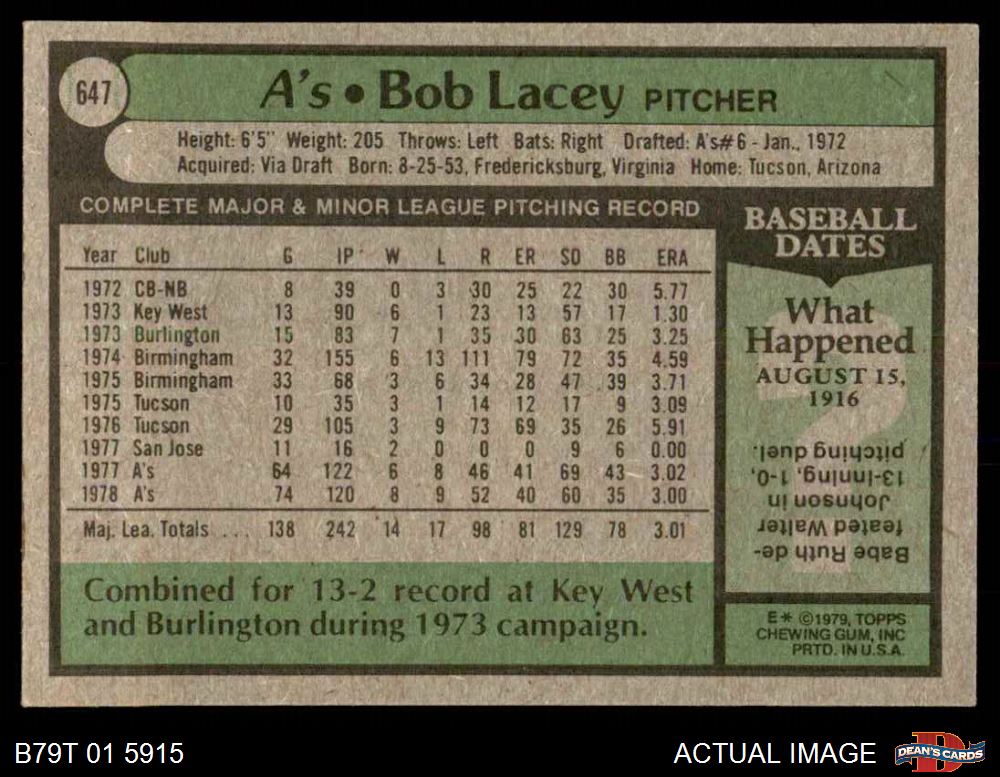 647
A's • Bob Lacey PITCHER
Height: 6'5" Weight: 205 Throws: Left Bats: Right Drafted: A's#6 - Jan., 1972
Acquired: Via Draft Born: 8-25-53, Fredericksburg, Virginia Home: Tucson, Arizona
COMPLETE MAJOR & MINOR LEAGUE PITCHING RECORD
Year Club G IP W L R ER SO BB ERA
1972 CB-NB 8 39 0 3 30 25 22 30 5.77
1973 Key West 13 90 6 1 23 13 57 17 1.30
1973 Burlington 15 83 7 1 35 30 63 25 3.25
1974 Birmingham 32 155 6 13 111 79 72 35 4.59
1975 Birmingham 33 68 3 6 34 28 47 39 3.71
1975 Tucson 10 35 3 1 14 12 17 9 3.09
1976 Tucson 29 105 3 9 73 69 35 26 5.91
1977 San Jose 11 16 2 0 0 0 9 6 0.00
1977 A's 64 122 6 8 46 41 69 43 3.02
1978 A's 74 120 8 9 52 40 60 35 3.00
Maj. Lea. Totals . . . 138 242 14 17 98 81 129 78 3.01
Combined for 13-2 record at Key West
and Burlington during 1973 campaign.
BASEBALL
DATES
What
Happened
AUGUST 15,
1916
?
Babe Ruth de-
feated Walter
Johnson in
13-inning, 1-0,
pitching duel.
E* ©1979, TOPPS
CHEWING GUM, INC
PRTD. IN U.S.A.
B79T 01 5915
ACTUAL IMAGE
D
DEAN'S CARDS